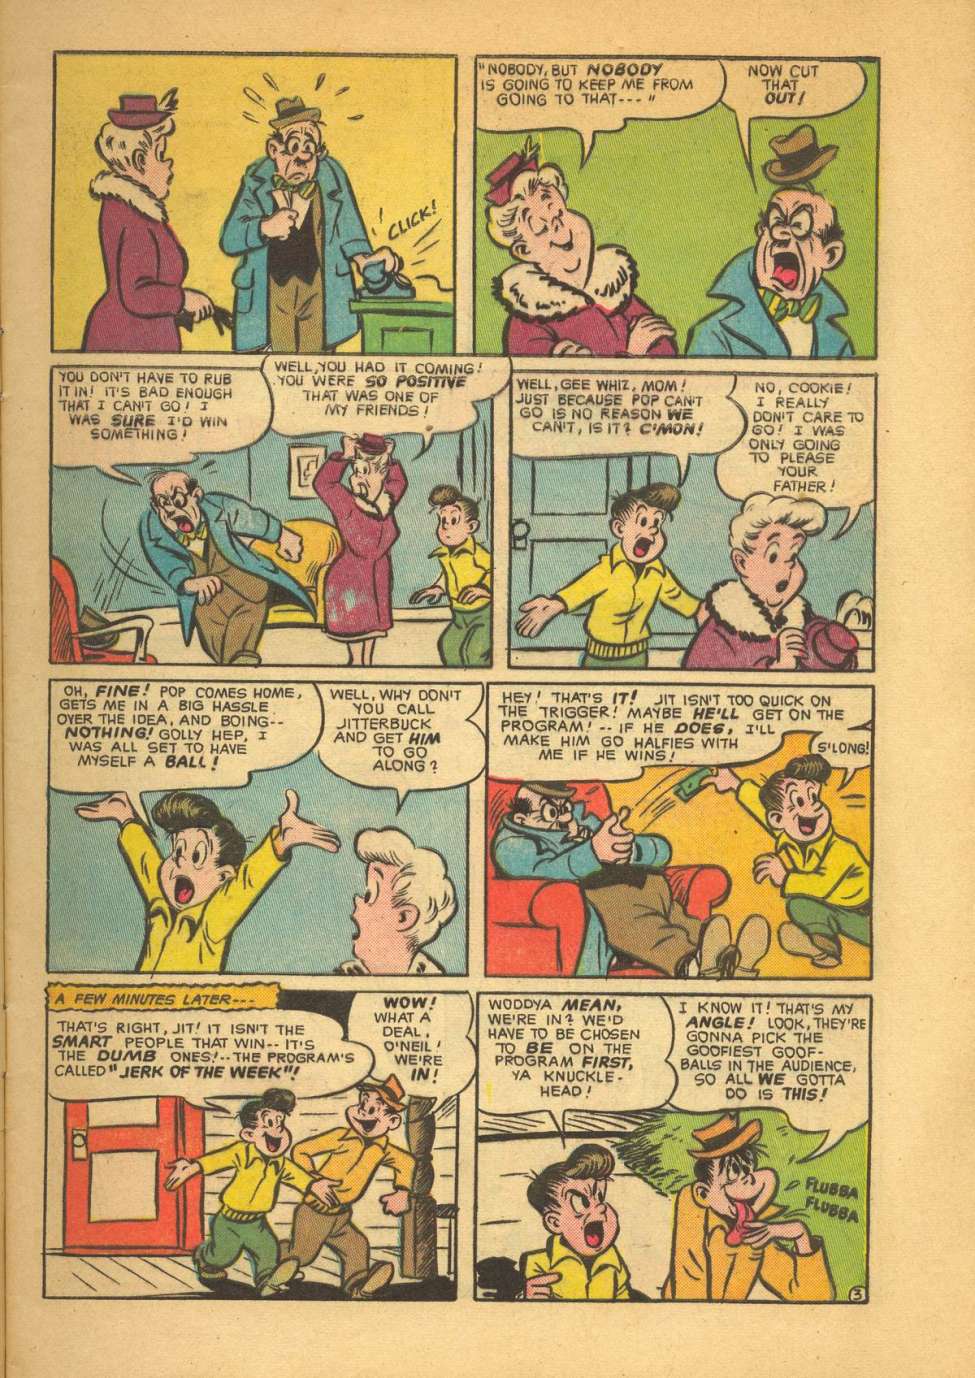 CLICK!
"NOBODY, BUT NOBODY
IS GOING TO KEEP ME FROM
GOING TO THAT--- "
NOW CUT
THAT
OUT!
YOU DON'T HAVE TO RUB
IT IN! IT'S BAD ENOUGH
THAT I CAN'T GO! I
WAS SURE I'D WIN
SOMETHING!
WELL, YOU HAD IT COMING!
YOU WERE SO POSITIVE
THAT WAS ONE OF
MY FRIENDS!
WELL, GEE WHIZ, MOM!
JUST BECAUSE POP CAN'T
GO IS NO REASON WE
CAN'T, IS IT? C'MON!
NO, COOKIE!
I REALLY
DON'T CARE TO
GO! I WAS
ONLY GOING
TO PLEASE
YOUR
FATHER!
OH, FINE! POP COMES HOME,
GETS ME IN A BIG HASSLE
OVER THE IDEA, AND BOING--
NOTHING! GOLLY HEP, I
WAS ALL SET TO HAVE
MYSELF A BALL!
WELL, WHY DON'T
YOU CALL
JITTERBUCK
AND GET HIM
TO GO
ALONG?
HEY! THAT'S IT! JIT ISN'T TOO QUICK ON
THE TRIGGER! MAYBE HE'LL GET ON THE
PROGRAM! -- IF HE DOES, I'LL
MAKE HIM GO HALFIES WITH
ME IF HE WINS!
S'LONG!
A FEW MINUTES LATER---
THAT'S RIGHT, JIT! IT ISN'T THE
SMART PEOPLE THAT WIN-- IT'S
THE DUMB ONES!--THE PROGRAM'S
CALLED "JERK OF THE WEEK"!
WOW!
WHAT A
DEAL,
O'NEIL!
WE'RE
IN!
WODDYA MEAN,
WE'RE IN? WE'D
HAVE TO BE CHOSEN
TO BE ON THE
PROGRAM FIRST,
YA KNUCKLE-
HEAD!
I KNOW IT! THAT'S MY
ANGLE! LOOK, THEY'RE
GONNA PICK THE
GOOFIEST GOOF-
BALLS IN THE AUDIENCE,
SO ALL WE GOTTA
DO IS THIS!
FLUBBA
FLUBBA
3